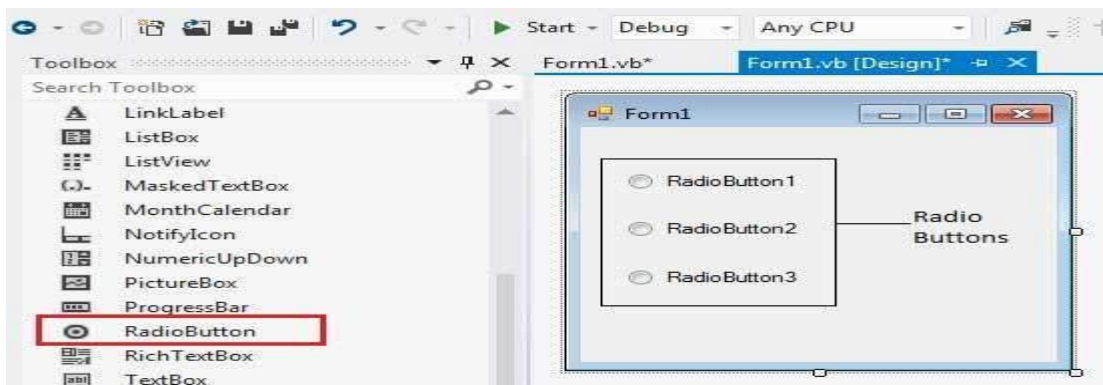 Start Debug Any CPU
Toolbox
Search Toolbox
LinkLabel
ListBox
ListView
MaskedTextBox
MonthCalendar
NotifyIcon
NumericUpDown
PictureBox
ProgressBar
RadioButton
RichTextBox
TextBox
Form1.vb* Form1.vb [Design]*
Form1
RadioButton1
RadioButton2
RadioButton3
Radio
Buttons